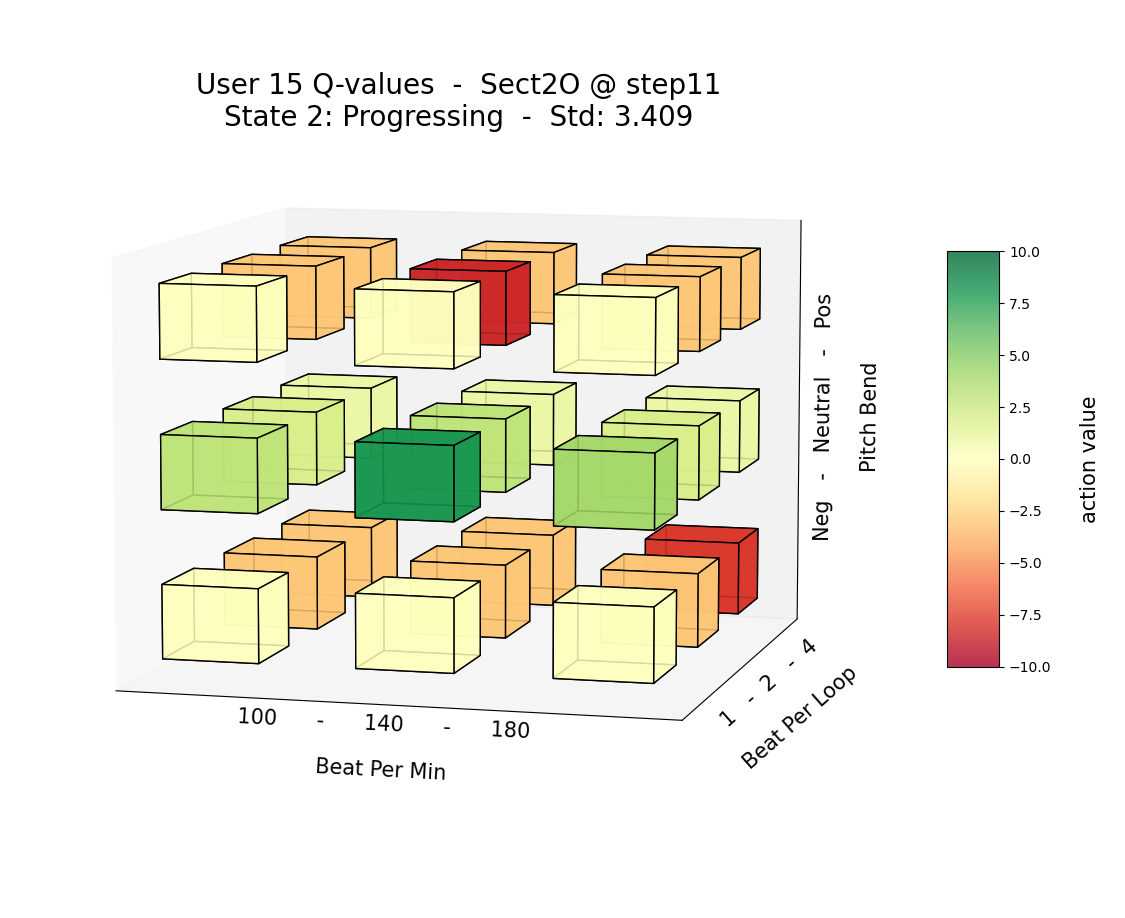 User 15 Q-values  -  Sect2O @ step11
State 2: Progressing  -  Std: 3.409
Neg   -   Neutral   -   Pos
Pitch Bend
1  -  2  -  4
Beat Per Loop
100      -      140      -      180
Beat Per Min
10.0
7.5
5.0
2.5
0.0
−2.5
−5.0
−7.5
−10.0
action value